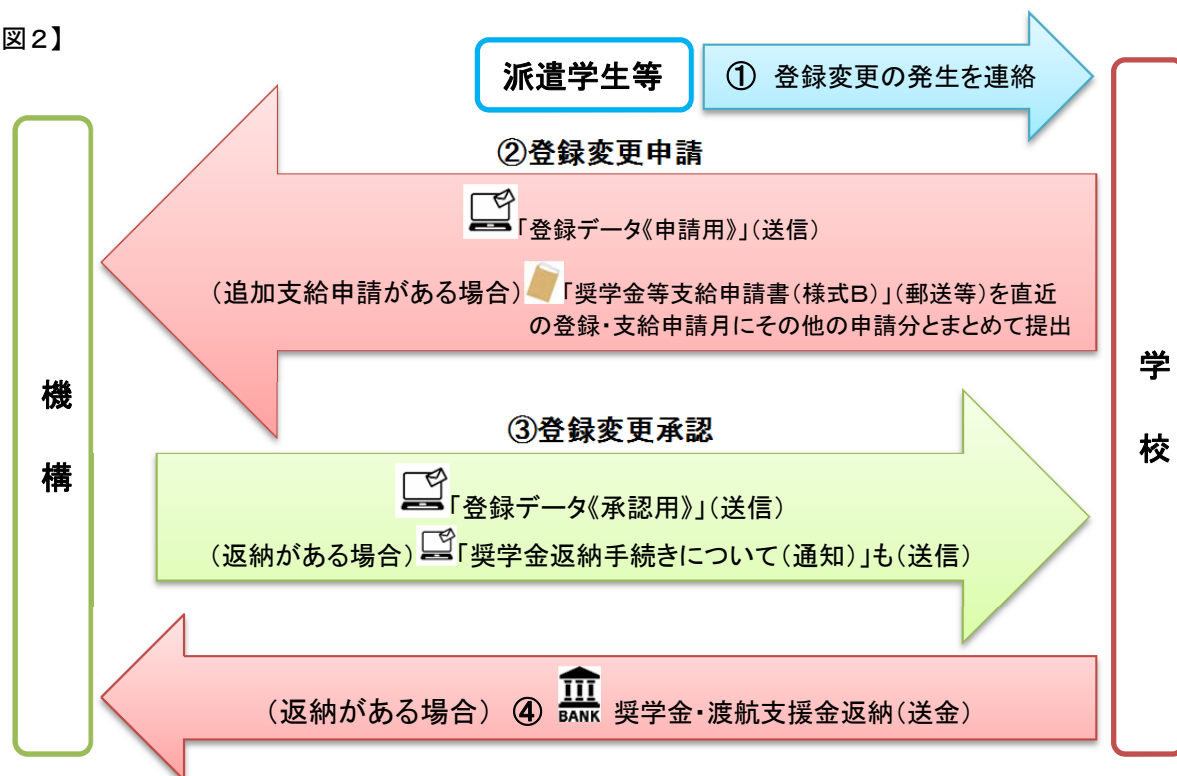 図2】
派遣学生等
① 登録変更の発生を連絡
②登録変更申請
「登録データ《申請用》」(送信)
(追加支給申請がある場合)「奨学金等支給申請書(様式B)」(郵送等)を直近
の登録・支給申請月にその他の申請分とまとめて提出
機構
学校
③登録変更承認
「登録データ《承認用》」(送信)
(返納がある場合)「奨学金返納手続きについて(通知)」も(送信)
(返納がある場合) ④ BANK 奨学金・渡航支援金返納(送金)